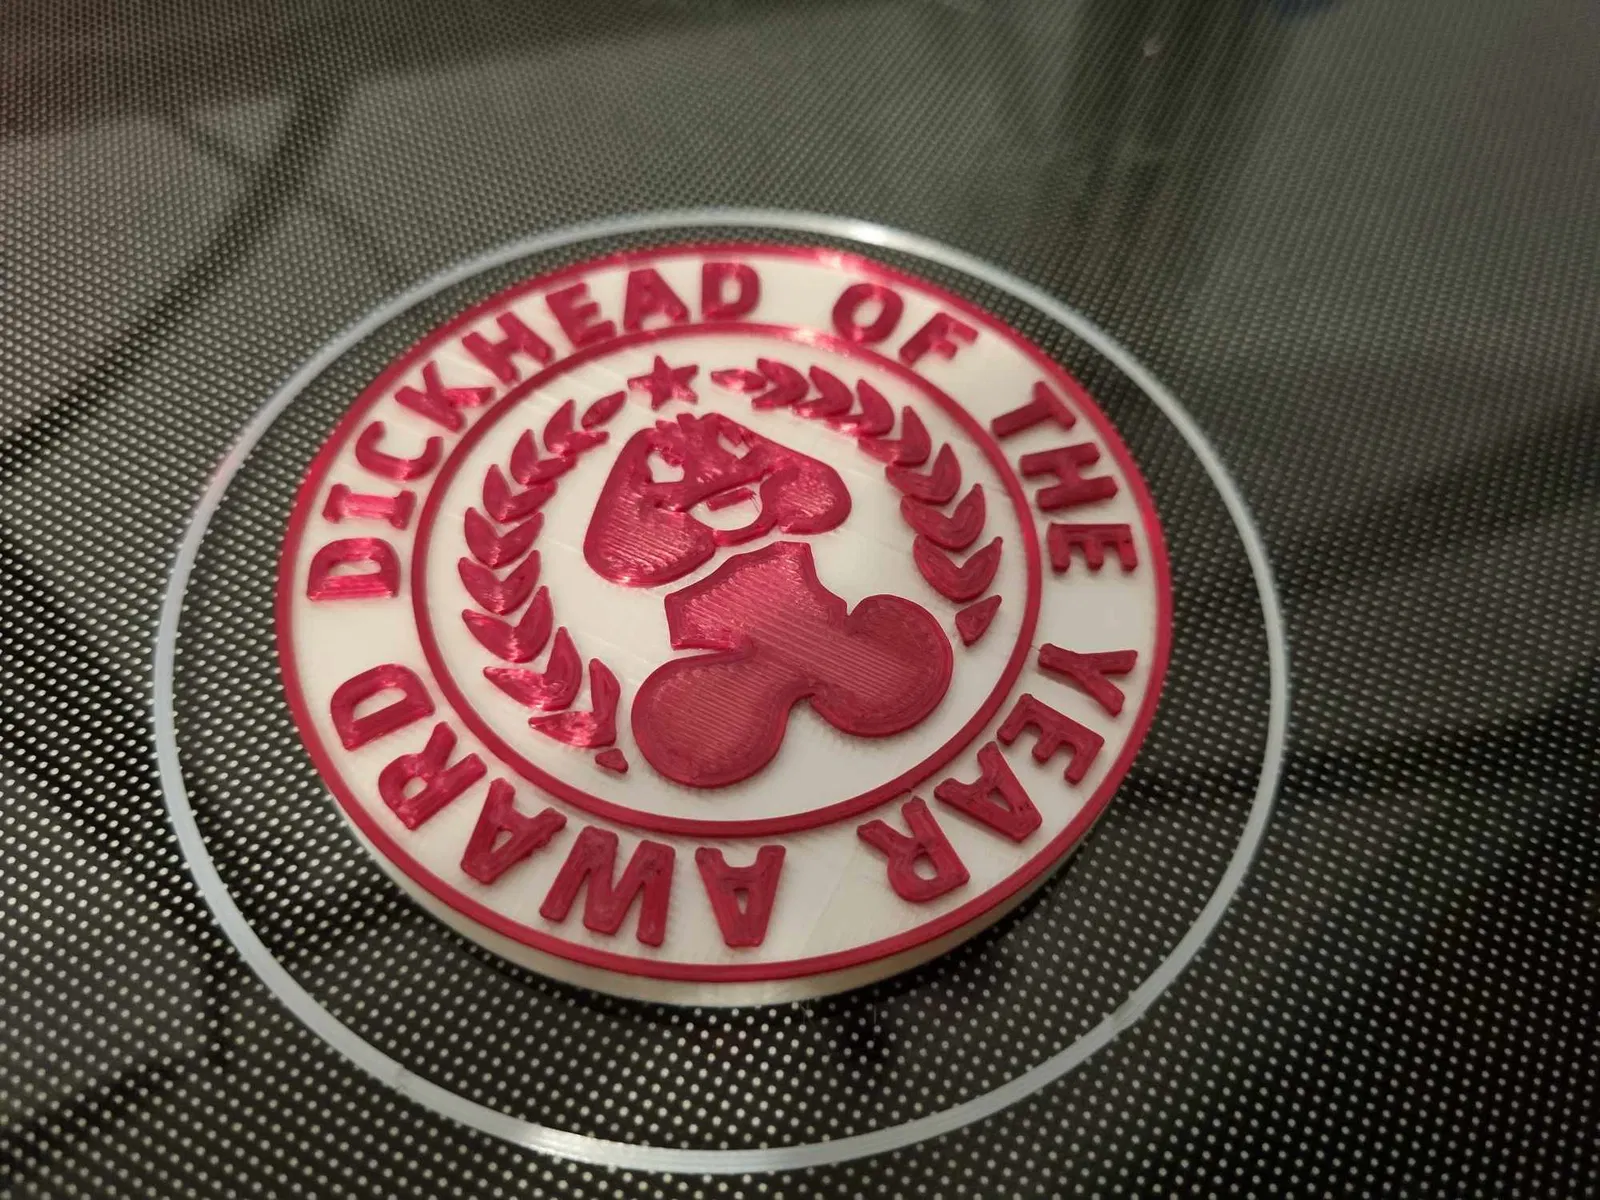 DICKHEAD OF THE YEAR AWARD